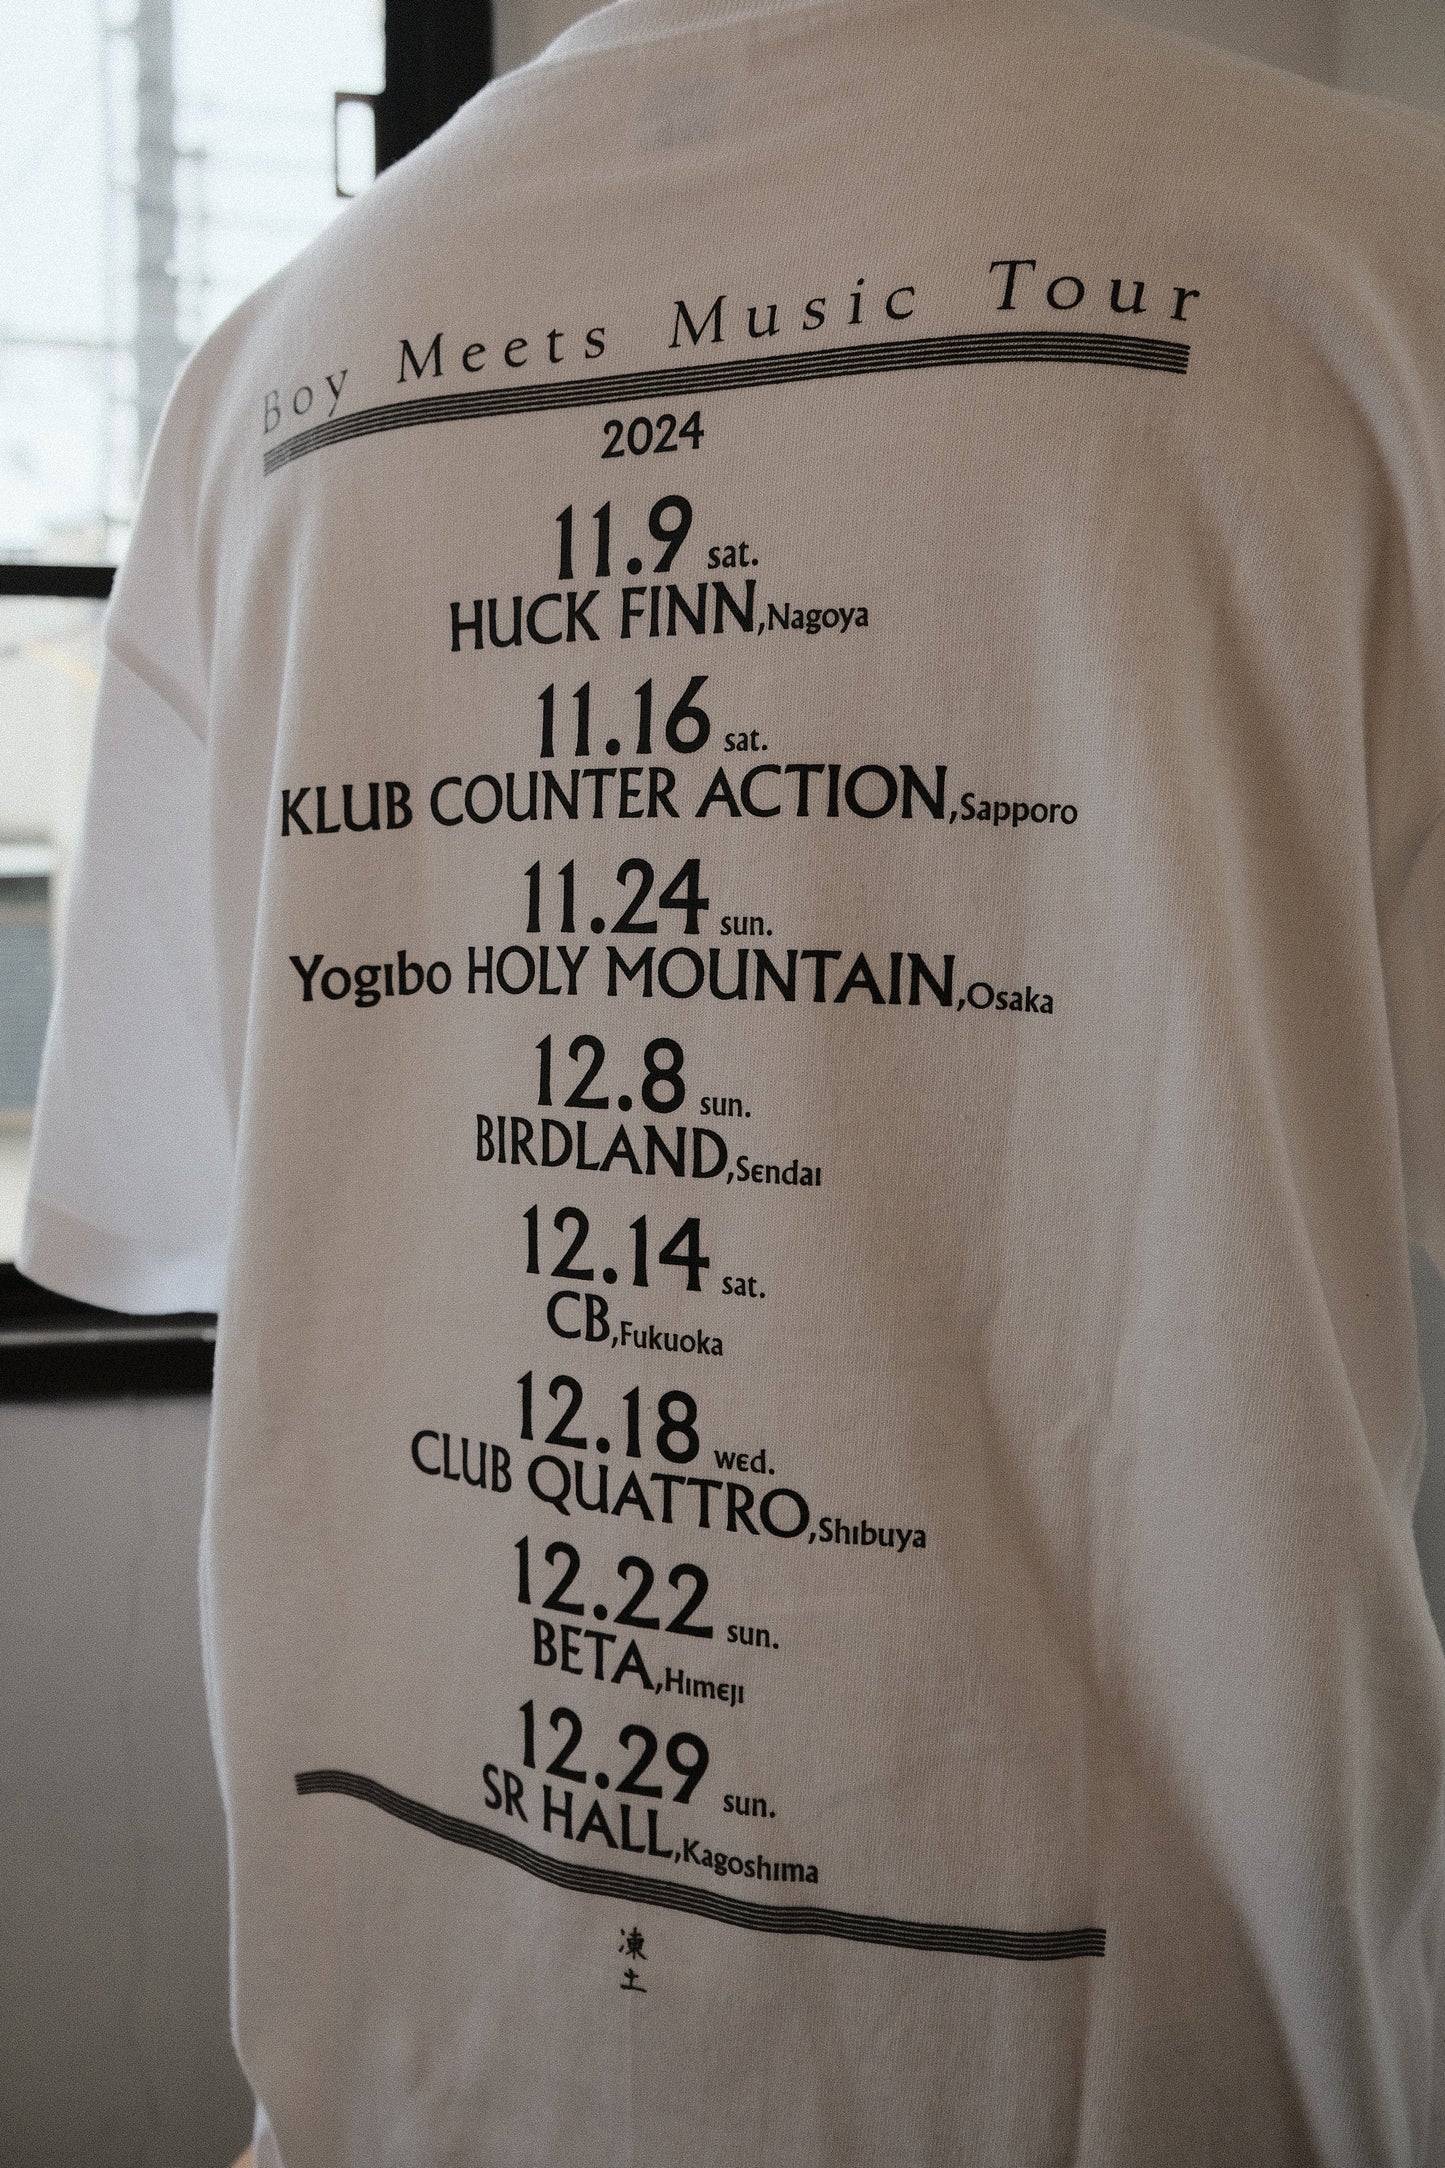 Boy Meets Music Tour
2024
11.9 sat.
HUCK FINN,Nagoya
11.16 sat.
KLUB COUNTER ACTION,Sapporo
11.24 sun.
Yogibo HOLY MOUNTAIN,Osaka
12.8 sun.
BIRDLAND,Sendai
12.14 sat.
CB,Fukuoka
12.18 wed.
CLUB QUATTRO,Shibuya
12.22 sun.
BETA,Himeji
12.29 sun.
SR HALL,Kagoshima
凍
土